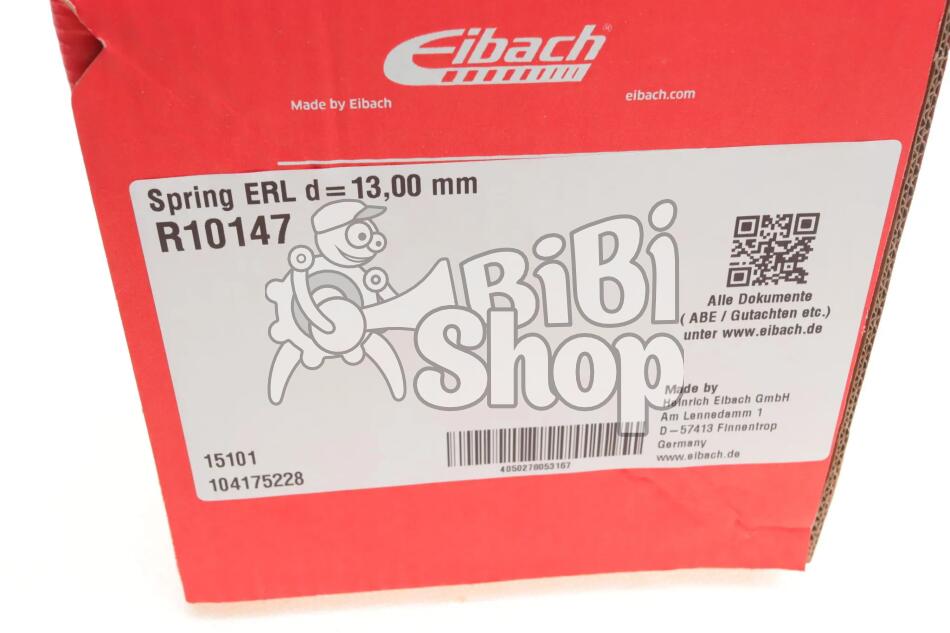 Eibach®
Made by Eibach
eibach.com
Spring ERL d=13,00 mm
R10147
BiBi
Shop
Alle Dokumente
( ABE / Gutachten etc.)
unter www.eibach.de
Made by
Heinrich Eibach GmbH
Am Lennedamm 1
D-57413 Finnentrop
Germany
www.eibach.de
15101
104175228
4050278053167